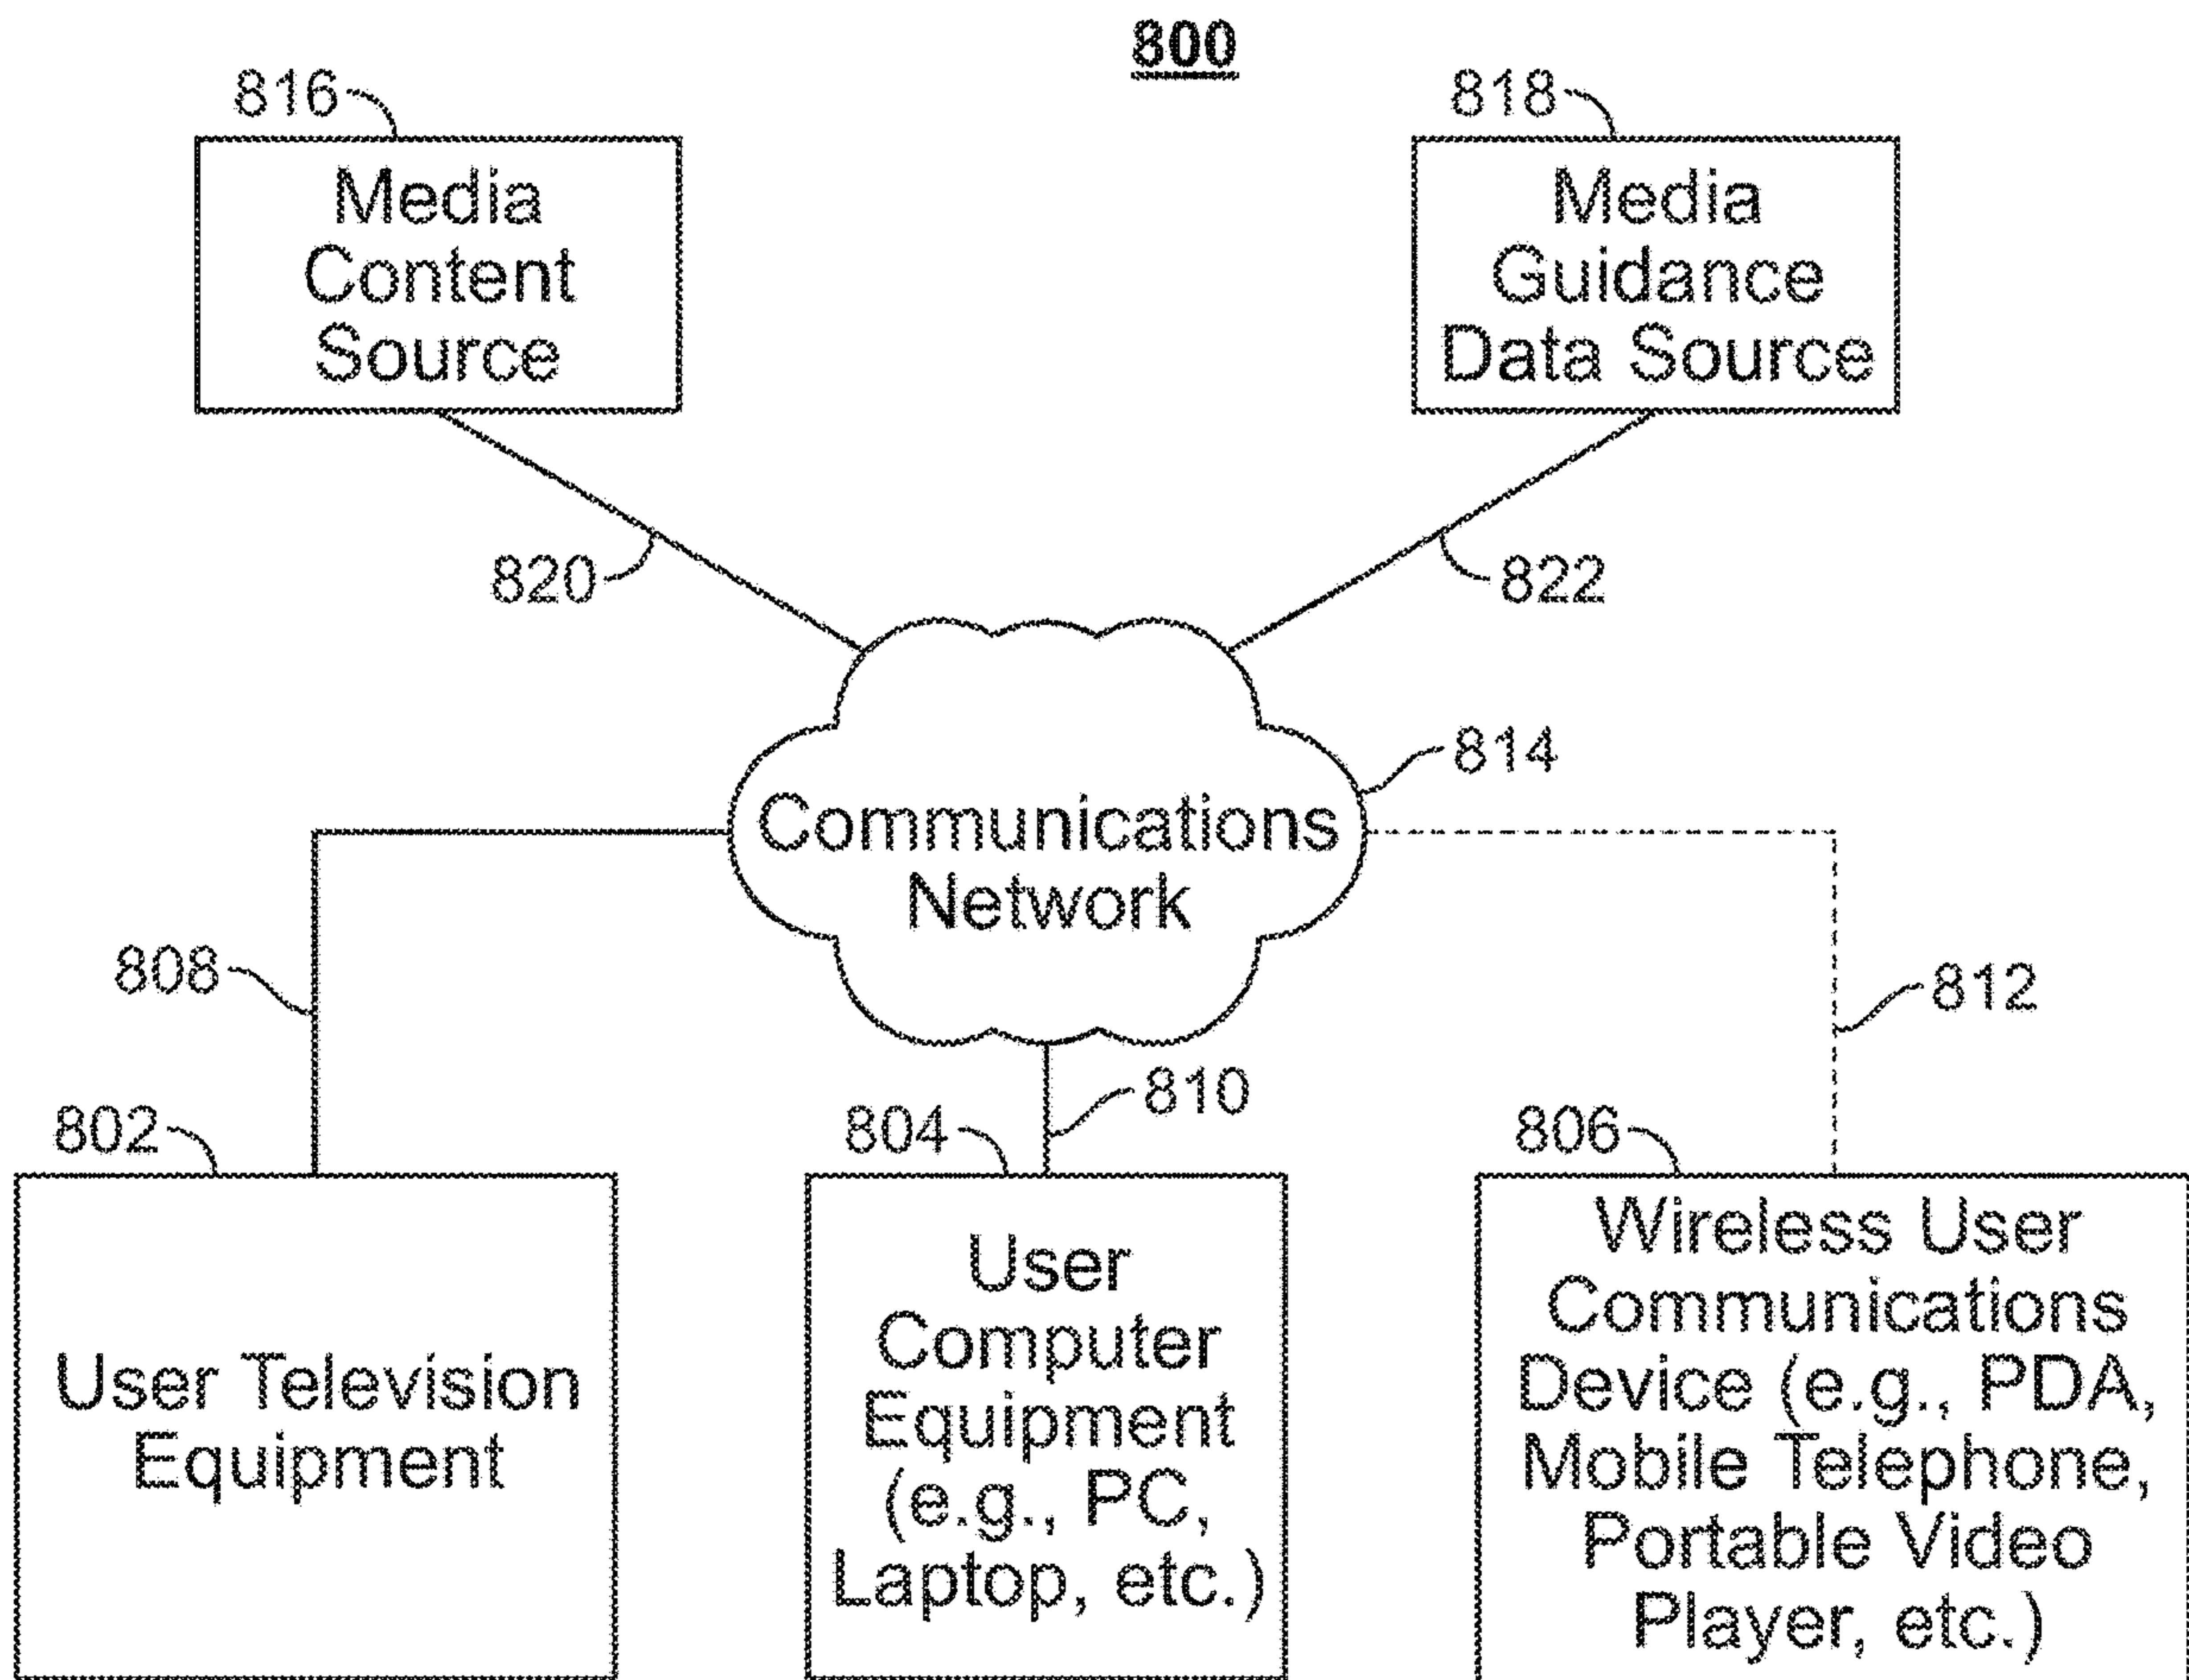 800
816
818
Media
Content
Source
Media
Guidance
Data Source
820
822
814
Communications
Network
808
812
810
802
804
806
User Television
Equipment
User
Computer
Equipment
(e.g., PC,
Laptop, etc.)
Wireless User
Communications
Device (e.g., PDA,
Mobile Telephone,
Portable Video
Player, etc.)